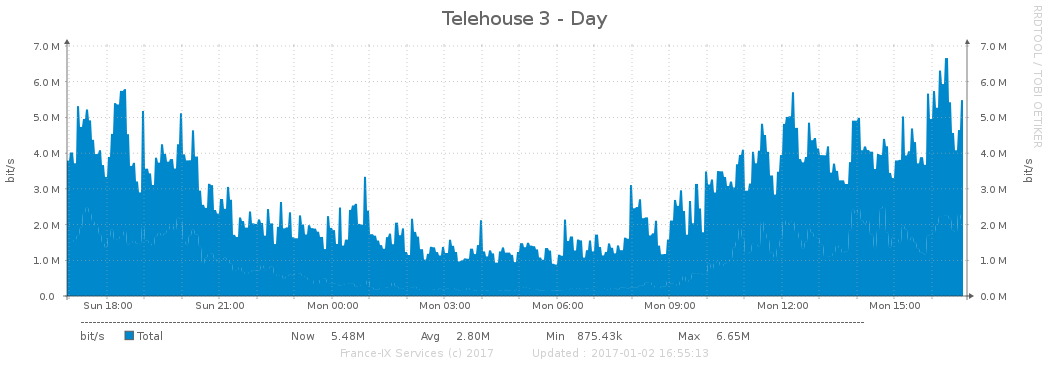 Telehouse 3 - Day
RRDTOOL / TOBI OETIKER
bit/s
7.0 M 7.0 M
6.0 M 6.0 M
5.0 M 5.0 M
4.0 M 4.0 M
3.0 M 3.0 M
2.0 M 2.0 M
1.0 M 1.0 M
0.0 0.0 M
bit/s
Sun 18:00 Sun 21:00 Mon 00:00 Mon 03:00 Mon 06:00 Mon 09:00 Mon 12:00 Mon 15:00
bit/s Total Now 5.48M Avg 2.80M Min 875.43k Max 6.65M
France-IX Services (c) 2017 Updated : 2017-01-02 16:55:13